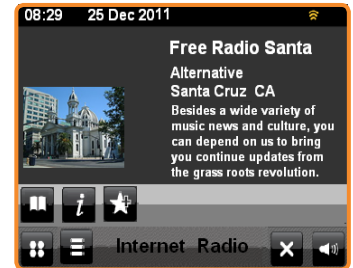 08:29 25 Dec 2011
Free Radio Santa
Alternative
Santa Cruz CA
Besides a wide variety of
music news and culture, you
can depend on us to bring
you continue updates from
the grass roots revolution.
i
Internet Radio